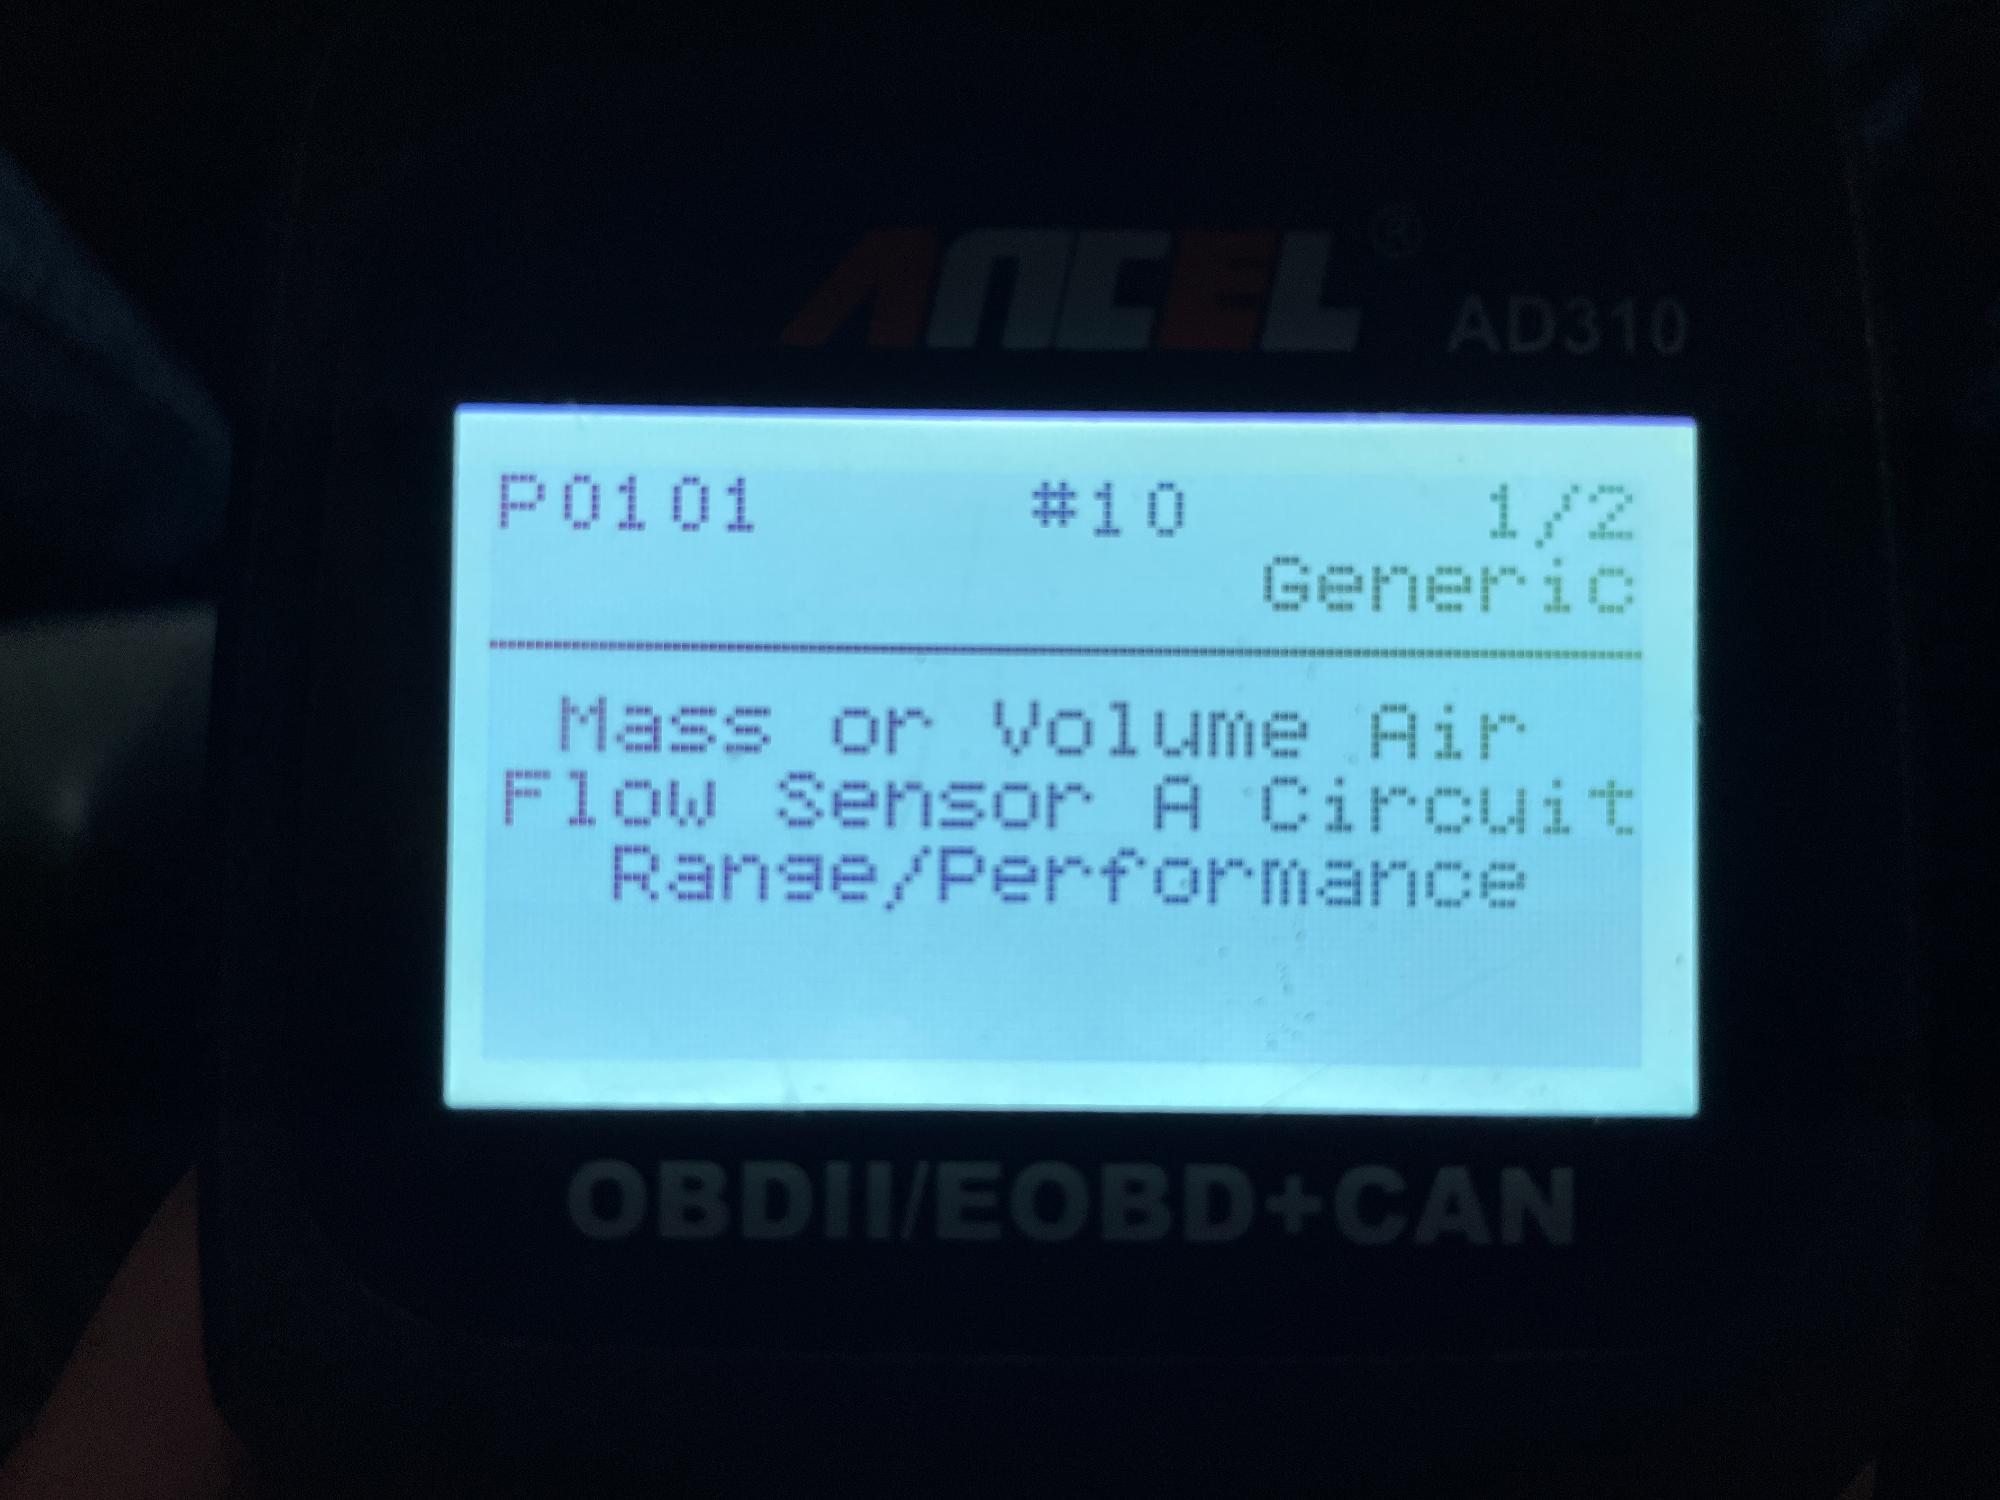 ANCEL®
AD310
P0101 #10 1/2
Generic
Mass or Volume Air
Flow Sensor A Circuit
Range/Performance
OBDII/EOBD+CAN